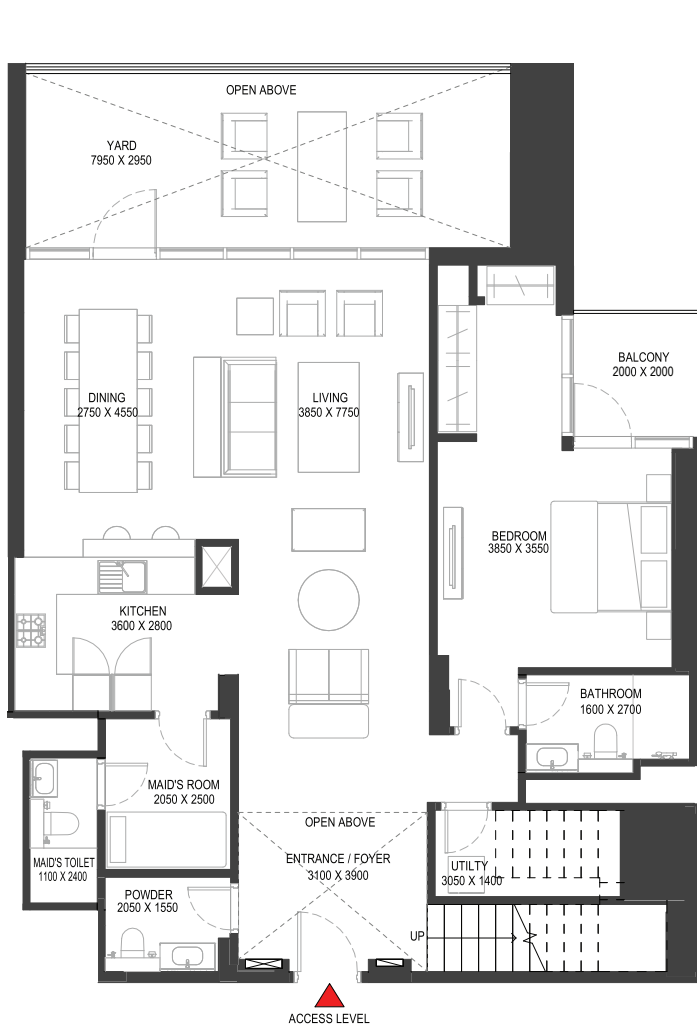 OPEN ABOVE
YARD
7950 X 2950
BALCONY
2000 X 2000
DINING
2750 X 4550
LIVING
3850 X 7750
BEDROOM
3850 X 3550
KITCHEN
3600 X 2800
BATHROOM
1600 X 2700
MAID'S ROOM
2050 X 2500
OPEN ABOVE
MAID'S TOILET
1100 X 2400
ENTRANCE / FOYER
3100 X 3900
UTILTY
3050 X 1400
POWDER
2050 X 1550
UP
ACCESS LEVEL